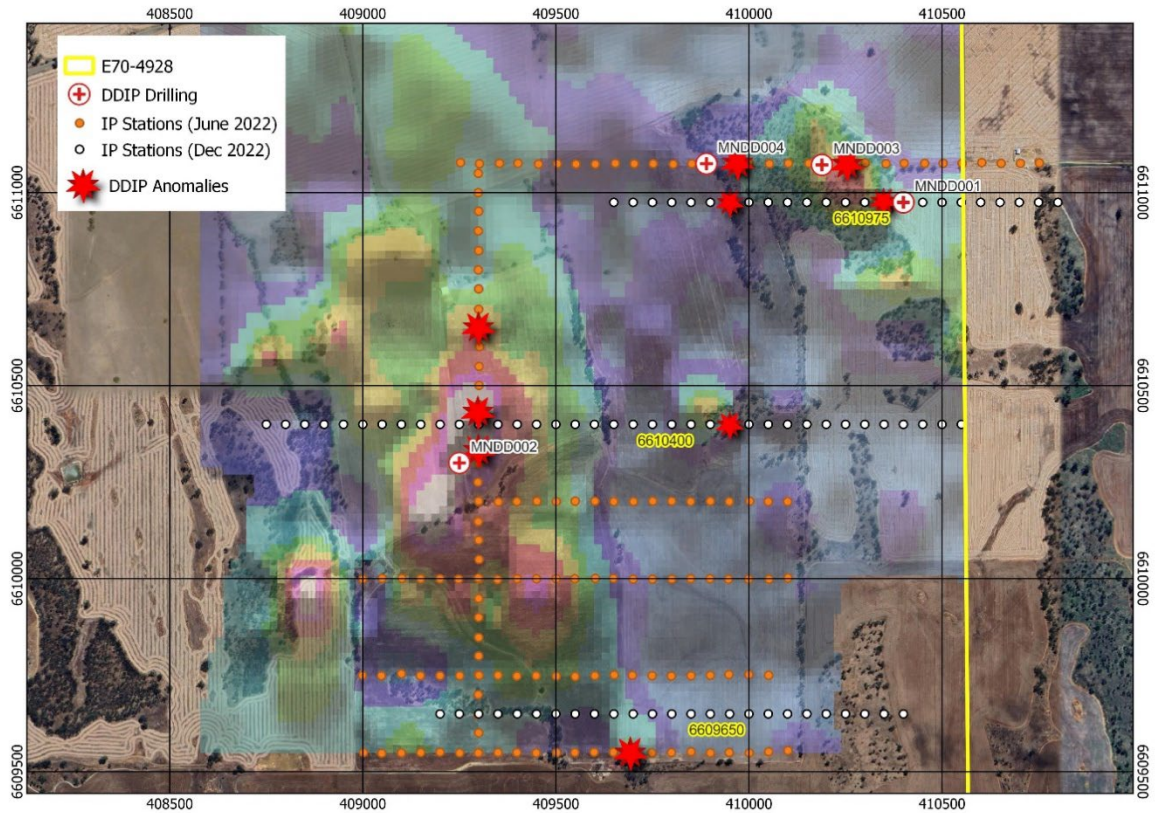 408500 409000 409500 410000 410500
E70-4928
DDIP Drilling
IP Stations (June 2022)
IP Stations (Dec 2022)
DDIP Anomalies
MNDD004
MNDD003
MNDD001
6611000
6611000
6610975
6610500
6610500
6610400
MNDD002
6610000
6610000
6609650
6609500
6609500
408500 409000 409500 410000 410500